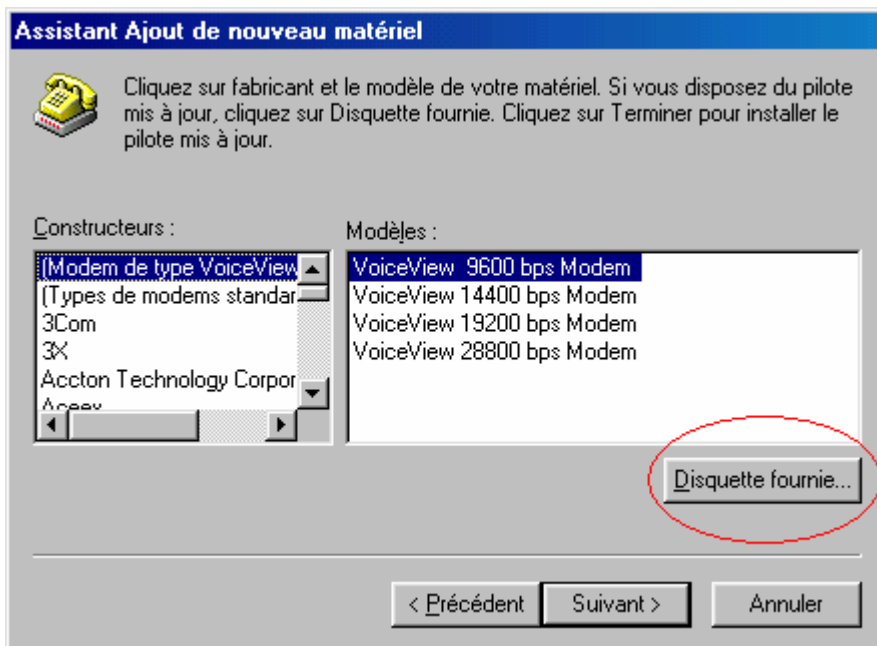 Assistant Ajout de nouveau matériel
Cliquez sur fabricant et le modèle de votre matériel. Si vous disposez du pilote
mis à jour, cliquez sur Disquette fournie. Cliquez sur Terminer pour installer le
pilote mis à jour.
Constructeurs :
(Modem de type VoiceView
(Types de modems standar
3Com
3X
Accton Technology Corpor
Aceex
Modèles :
VoiceView 9600 bps Modem
VoiceView 14400 bps Modem
VoiceView 19200 bps Modem
VoiceView 28800 bps Modem
Disquette fournie...
< Précédent
Suivant >
Annuler